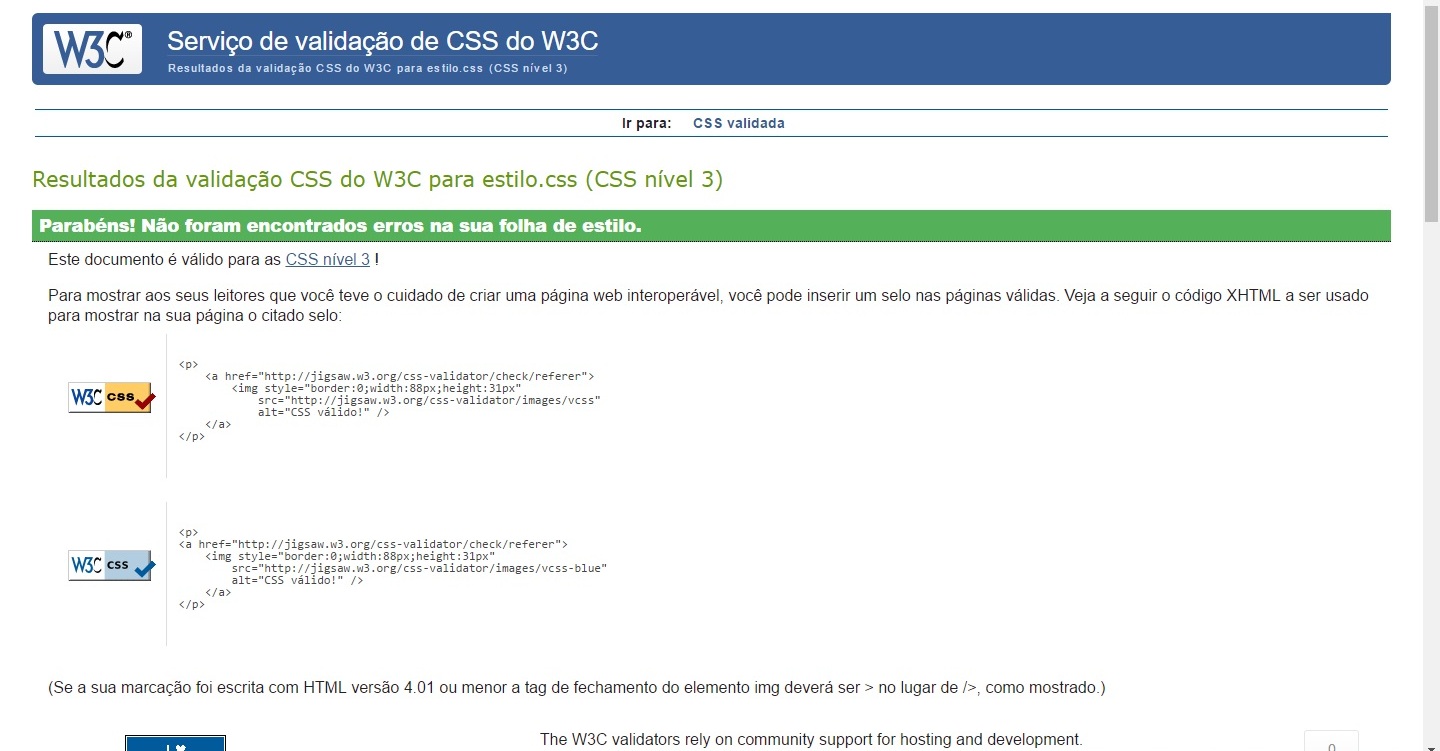 W3C® Serviço de validação de CSS do W3C
Resultados da validação CSS do W3C para estilo.css (CSS nível 3)
Ir para: CSS validada
Resultados da validação CSS do W3C para estilo.css (CSS nível 3)
Parabéns! Não foram encontrados erros na sua folha de estilo.
Este documento é válido para as CSS nível 3 !
Para mostrar aos seus leitores que você teve o cuidado de criar uma página web interoperável, você pode inserir um selo nas páginas válidas. Veja a seguir o código XHTML a ser usado
para mostrar na sua página o citado selo:
W3C css
<p>
<a href="http://jigsaw.w3.org/css-validator/check/referer">
<img style="border:0;width:88px;height:31px"
src="http://jigsaw.w3.org/css-validator/images/vcss"
alt="CSS válido!" />
</a>
</p>
W3C css
<p>
<a href="http://jigsaw.w3.org/css-validator/check/referer">
<img style="border:0;width:88px;height:31px"
src="http://jigsaw.w3.org/css-validator/images/vcss-blue"
alt="CSS válido!" />
</a>
</p>
(Se a sua marcação foi escrita com HTML versão 4.01 ou menor a tag de fechamento do elemento img deverá ser > no lugar de />, como mostrado.)
The W3C validators rely on community support for hosting and development.